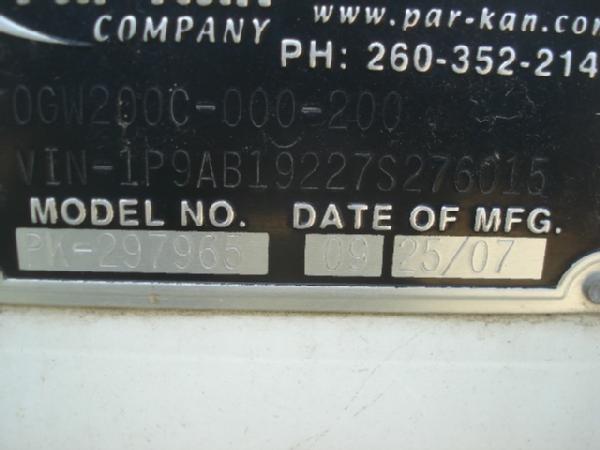 COMPANY
www.par-kan.com
PH: 260-352-214
0GW200C-000-200
VIN-1P9AB19227S276015
MODEL NO. DATE OF MFG.
PK-297965 09 25/07